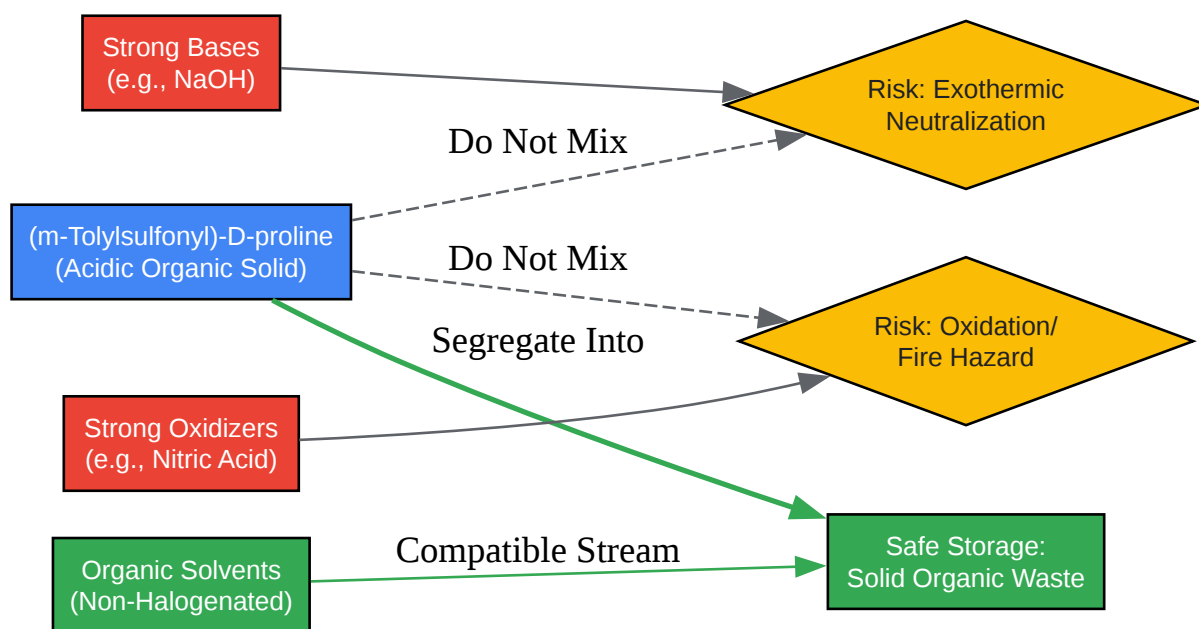 Strong Bases
(e.g., NaOH)
Risk: Exothermic
Neutralization
Do Not Mix
(m-Tolylsulfonyl)-D-proline
(Acidic Organic Solid)
Do Not Mix
Risk: Oxidation/
Fire Hazard
Segregate Into
Strong Oxidizers
(e.g., Nitric Acid)
Organic Solvents
(Non-Halogenated)
Compatible Stream
Safe Storage:
Solid Organic Waste